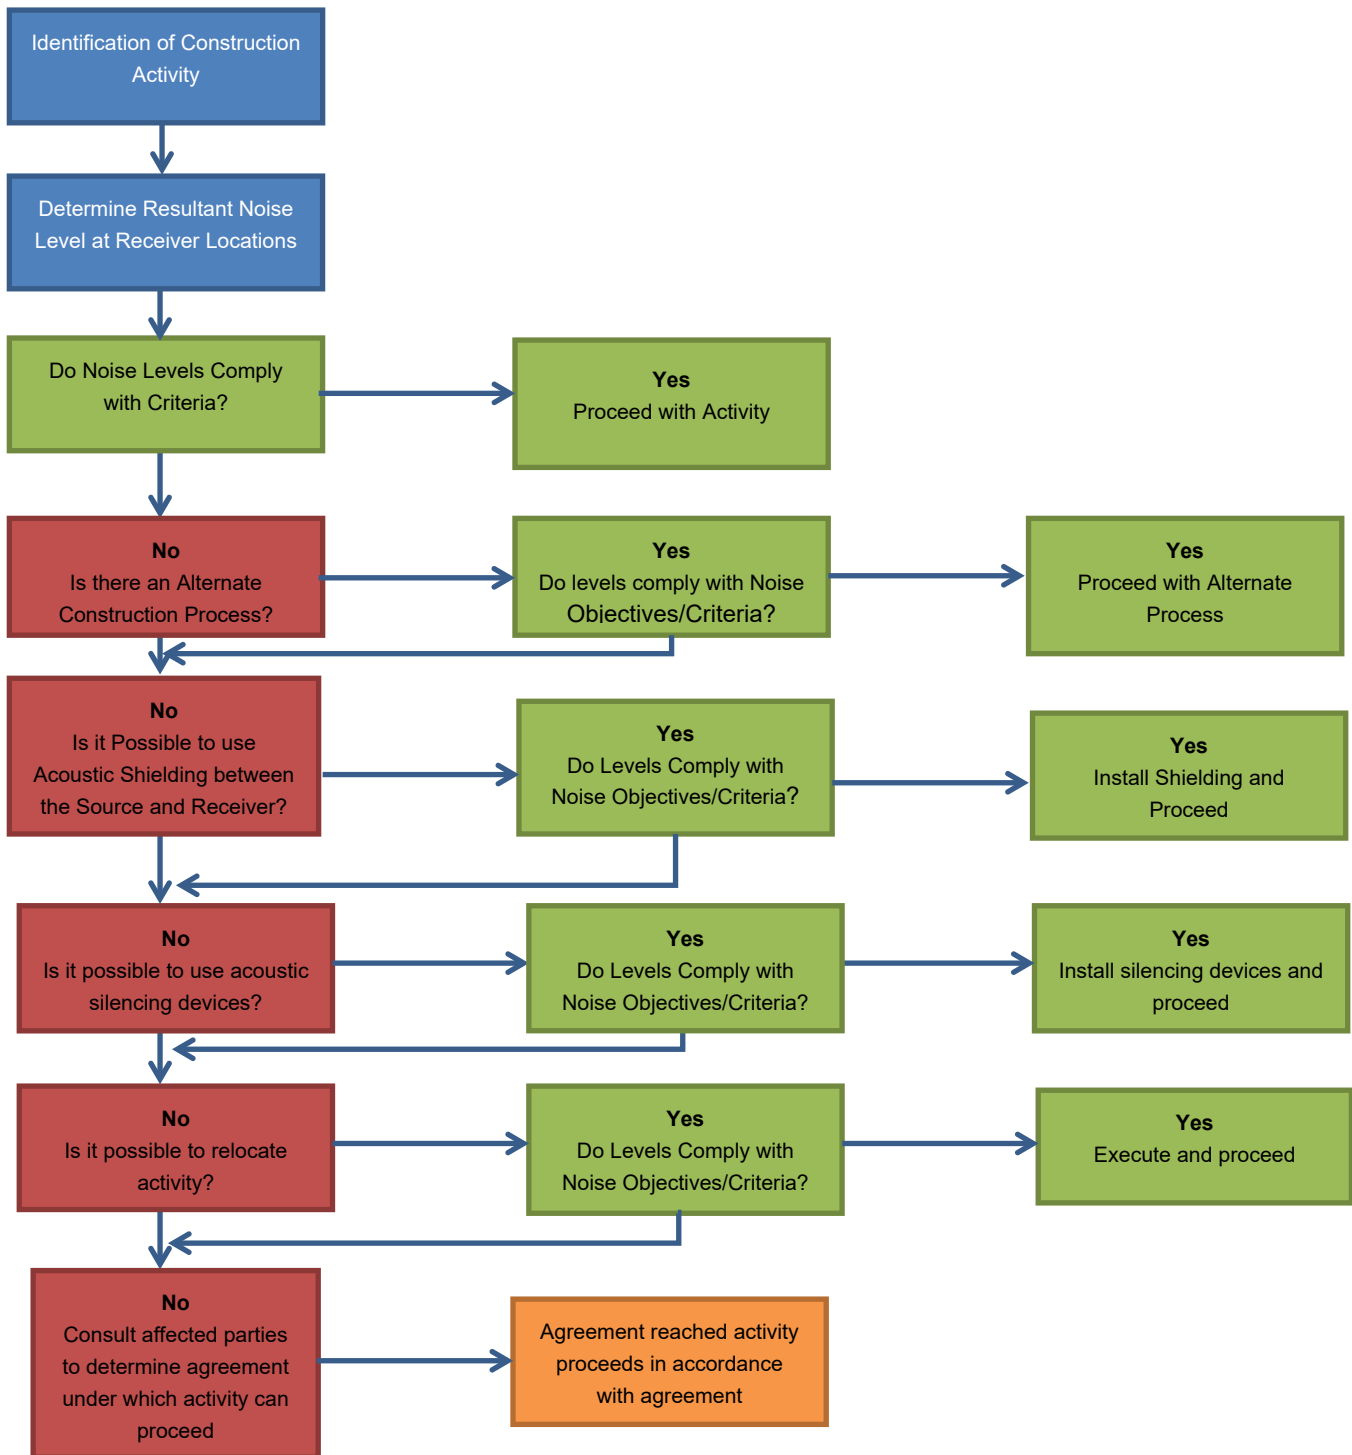 Identification of Construction
Activity
Determine Resultant Noise
Level at Receiver Locations
Do Noise Levels Comply
with Criteria?
Yes
Proceed with Activity
No
Is there an Alternate
Construction Process?
Yes
Do levels comply with Noise
Objectives/Criteria?
Yes
Proceed with Alternate
Process
No
Is it Possible to use
Acoustic Shielding between
the Source and Receiver?
Yes
Do Levels Comply with
Noise Objectives/Criteria?
Yes
Install Shielding and
Proceed
No
Is it possible to use acoustic
silencing devices?
Yes
Do Levels Comply with
Noise Objectives/Criteria?
Yes
Install silencing devices and
proceed
No
Is it possible to relocate
activity?
Yes
Do Levels Comply with
Noise Objectives/Criteria?
Yes
Execute and proceed
No
Consult affected parties
to determine agreement
under which activity can
proceed
Agreement reached activity
proceeds in accordance
with agreement